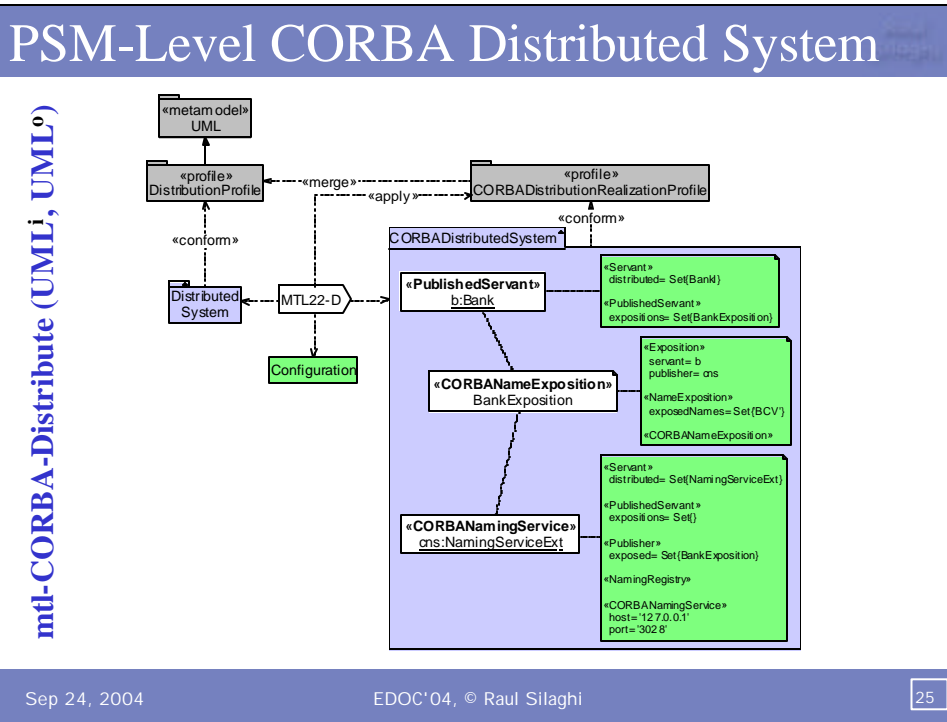 PSM-Level CORBA Distributed System
mtl-CORBA-Distribute (UMLⁱ, UMLᵒ)
«metamodel»
UML
«profile»
DistributionProfile
«merge»
«apply»
«profile»
CORBADistributionRealizationProfile
«conform»
«conform»
CORBADistributedSystem
Distributed
System
MTL22-D
Configuration
«PublishedServant»
b:Bank
«Servant»
distributed= Set{BankI}
«PublishedServant»
expositions= Set{BankExposition}
«CORBANameExposition»
BankExposition
«Exposition»
servant= b
publisher= cns
«NameExposition»
exposedNames= Set{BCV'}
«CORBANameExposition»
«CORBANamingService»
cns:NamingServiceExt
«Servant»
distributed= Set{NamingServiceExt}
«PublishedServant»
expositions= Set{}
«Publisher»
exposed= Set{BankExposition}
«NamingRegistry»
«CORBANamingService»
host='127.0.0.1'
port='3028'
Sep 24, 2004
EDOC'04, © Raul Silaghi
25